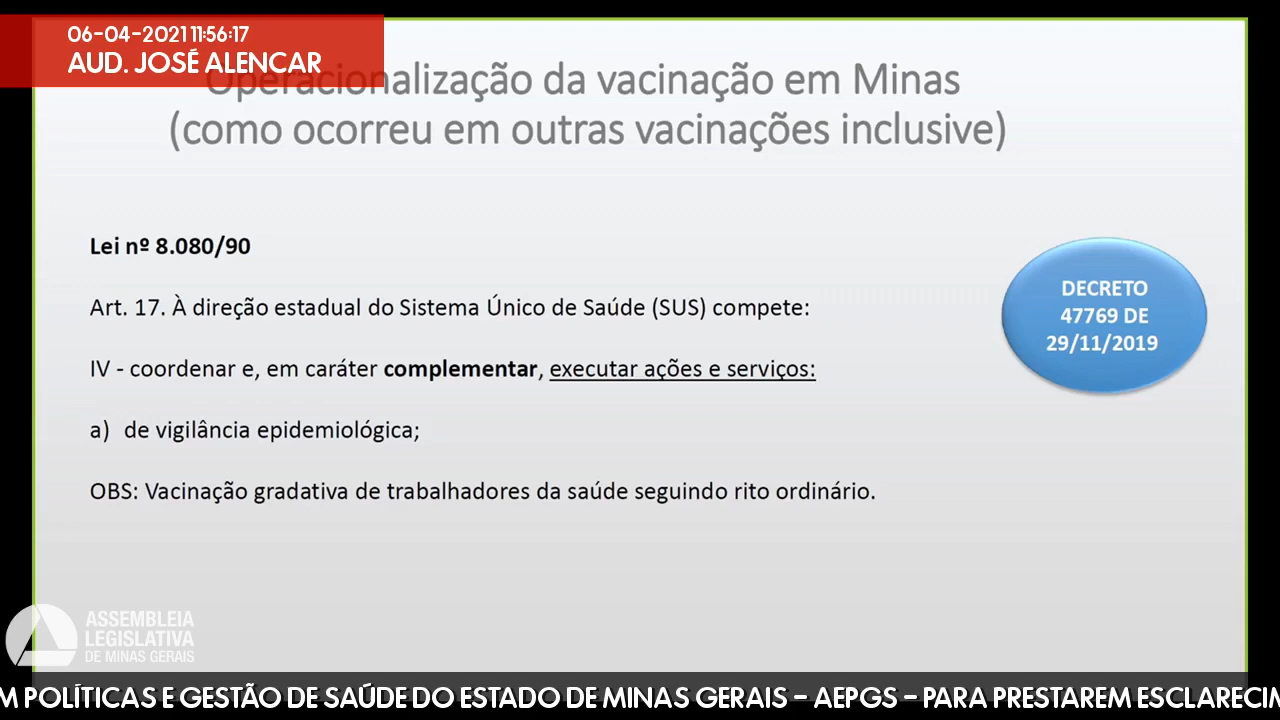 06-04-2021 11:56:17
AUD. JOSÉ ALENCAR
Operacionalização da vacinação em Minas
(como ocorreu em outras vacinações inclusive)
Lei nº 8.080/90
Art. 17. À direção estadual do Sistema Único de Saúde (SUS) compete:
IV - coordenar e, em caráter complementar, executar ações e serviços:
a) de vigilância epidemiológica;
OBS: Vacinação gradativa de trabalhadores da saúde seguindo rito ordinário.
DECRETO
47769 DE
29/11/2019
ASSEMBLEIA
LEGISLATIVA
DE MINAS GERAIS
M POLÍTICAS E GESTÃO DE SAÚDE DO ESTADO DE MINAS GERAIS – AEPGS – PARA PRESTAREM ESCLARECIM